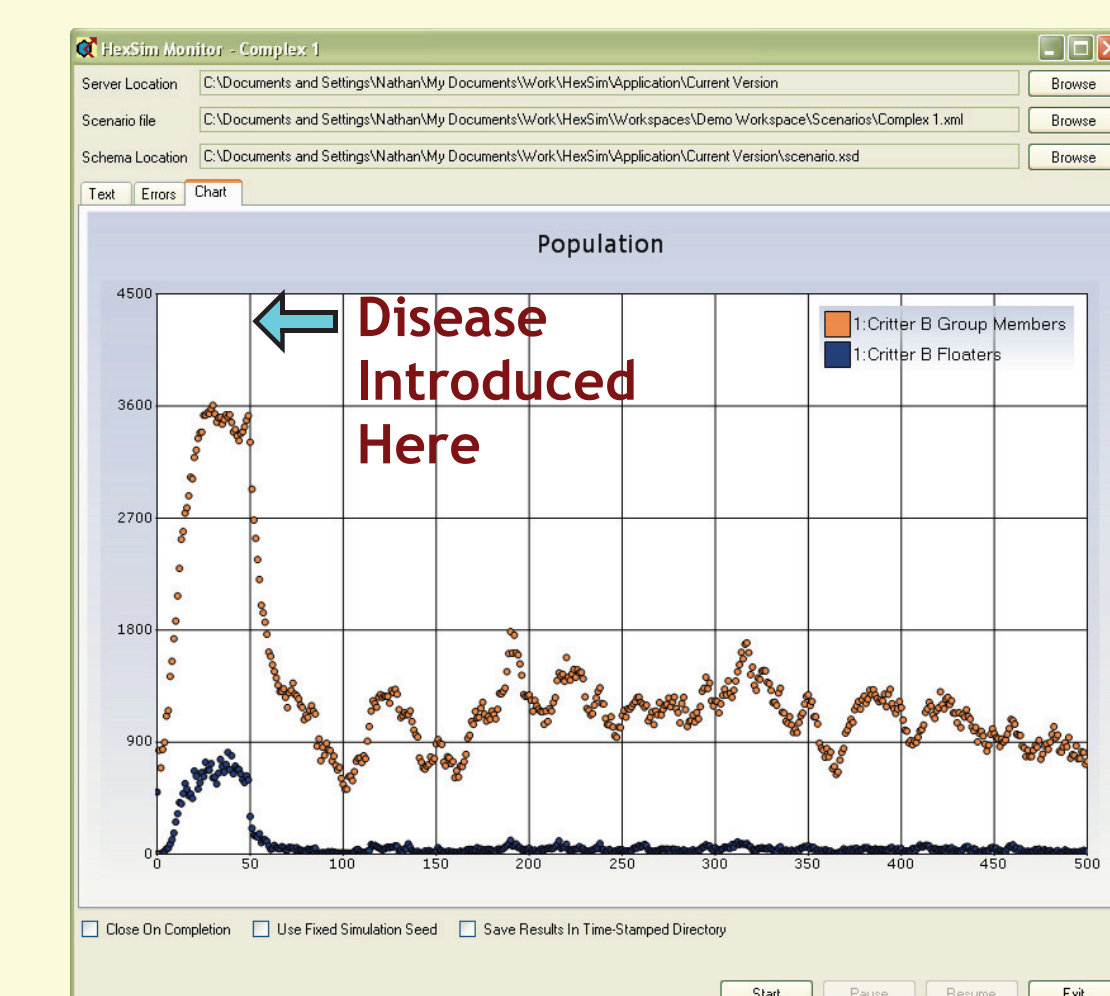 HexSim Monitor - Complex 1
Server Location C:\Documents and Settings\Nathan\My Documents\Work\HexSim\Application\Current Version Browse
Scenario file C:\Documents and Settings\Nathan\My Documents\Work\HexSim\Workspaces\Demo Workspace\Scenarios\Complex 1.xml Browse
Schema Location C:\Documents and Settings\Nathan\My Documents\Work\HexSim\Application\Current Version\scenario.xsd Browse
Text Errors Chart
Population
4500
Disease
Introduced
Here
1:Critter B Group Members
1:Critter B Floaters
3600
2700
1800
900
0
0 50 100 150 200 250 300 350 400 450 500
Close On Completion Use Fixed Simulation Seed Save Results In Time-Stamped Directory
Start Pause Resume Exit